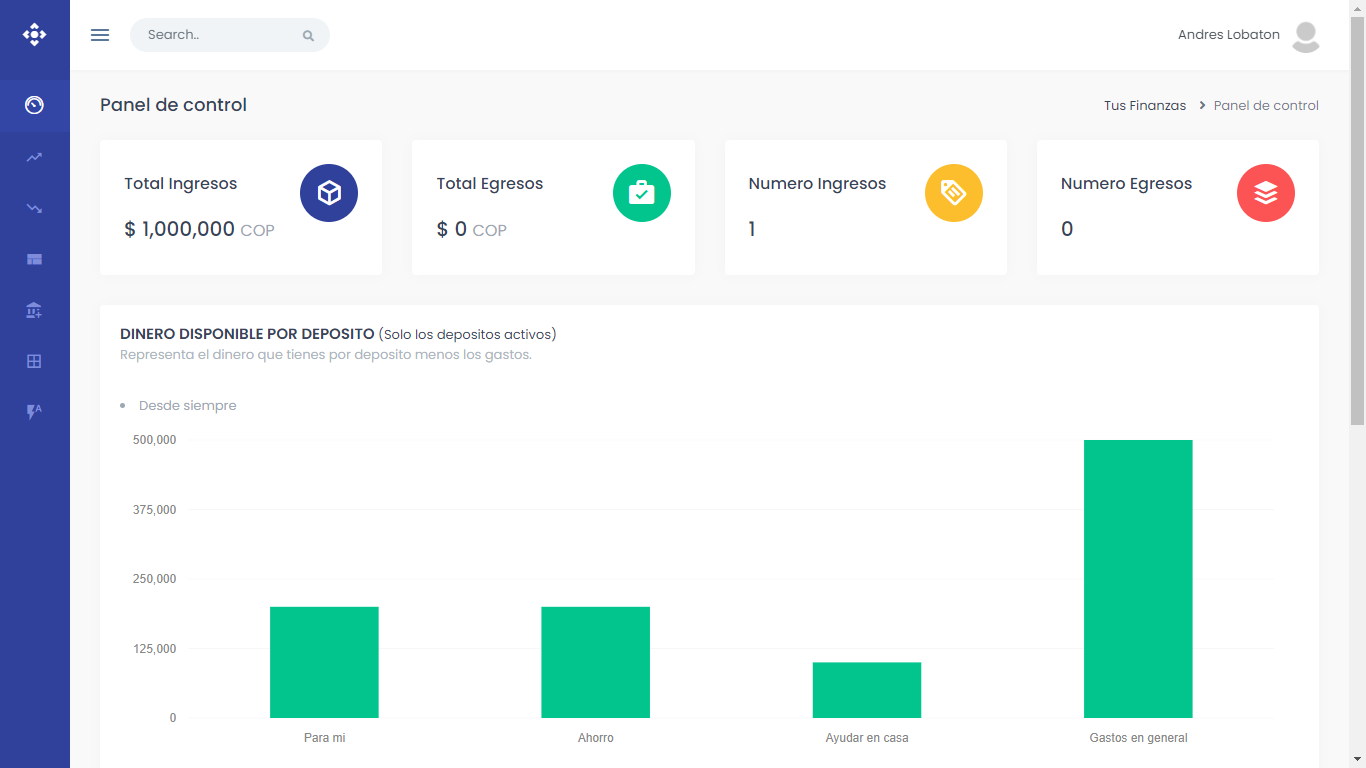 Search..
Andres Lobaton
Panel de control
Tus Finanzas > Panel de control
Total Ingresos
$ 1,000,000 COP
Total Egresos
$ 0 COP
Numero Ingresos
1
Numero Egresos
0
DINERO DISPONIBLE POR DEPOSITO (Solo los depositos activos)
Representa el dinero que tienes por deposito menos los gastos.
Desde siempre
500,000
375,000
250,000
125,000
0
Para mi
Ahorro
Ayudar en casa
Gastos en general